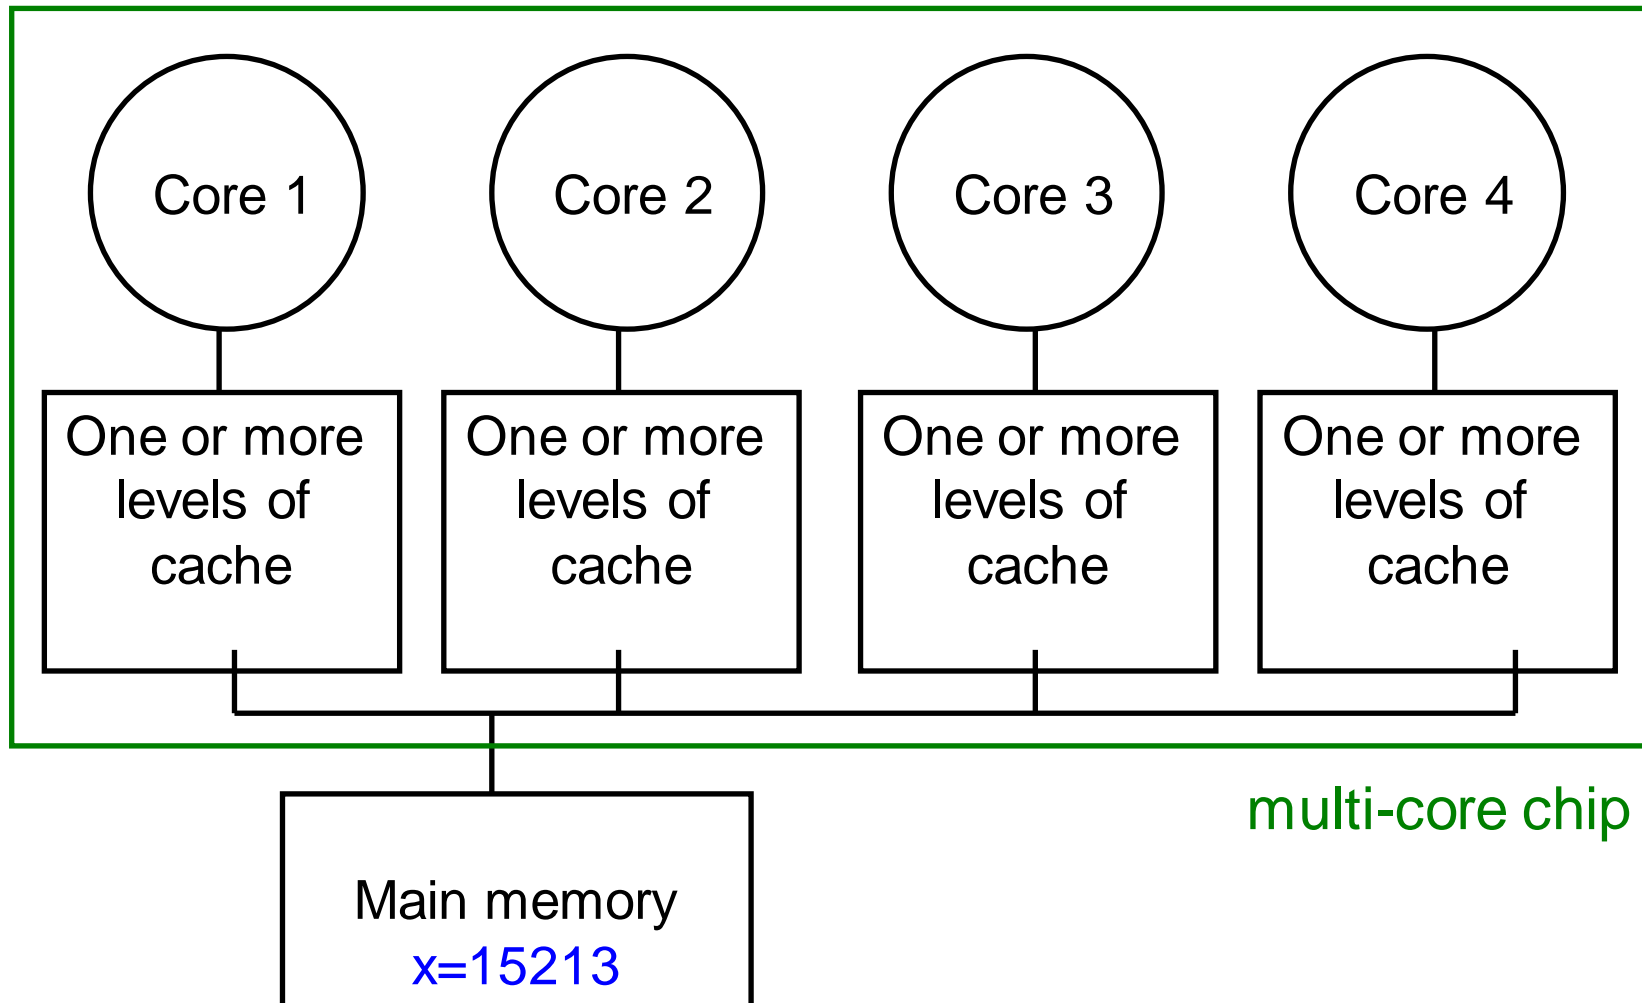 Core 1
Core 2
Core 3
Core 4
One or more
levels of
cache
One or more
levels of
cache
One or more
levels of
cache
One or more
levels of
cache
multi-core chip
Main memory
x=15213